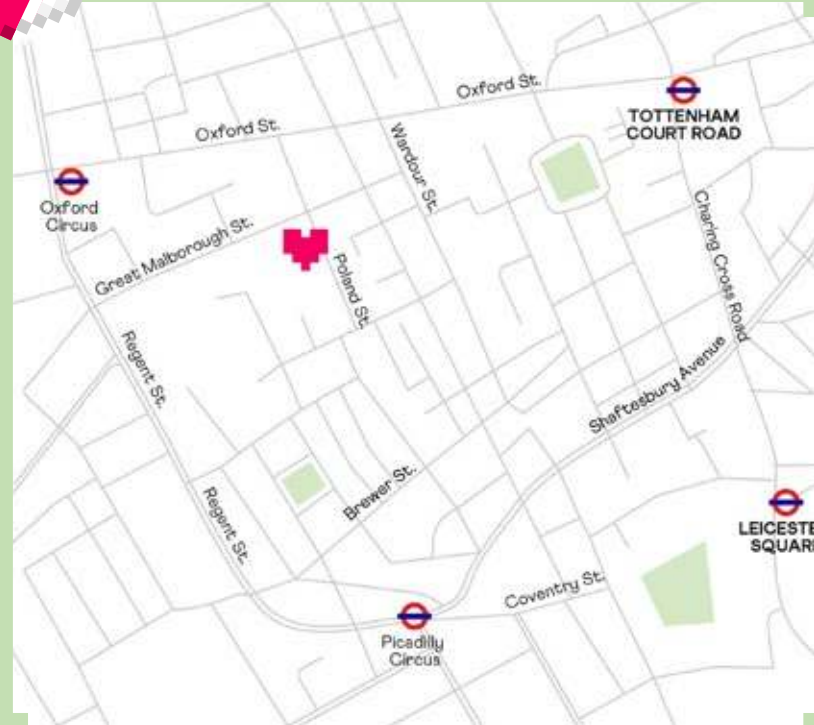 Oxford St.
TOTTENHAM
COURT ROAD
Oxford St.
Wardour St.
Oxford
Circus
Great Malborough St.
Charing Cross Road
Poland St.
Regent St.
Shaftesbury Avenue
Brewer St.
Regent St.
LEICESTE
SQUAR
Coventry St.
Picadilly
Circus